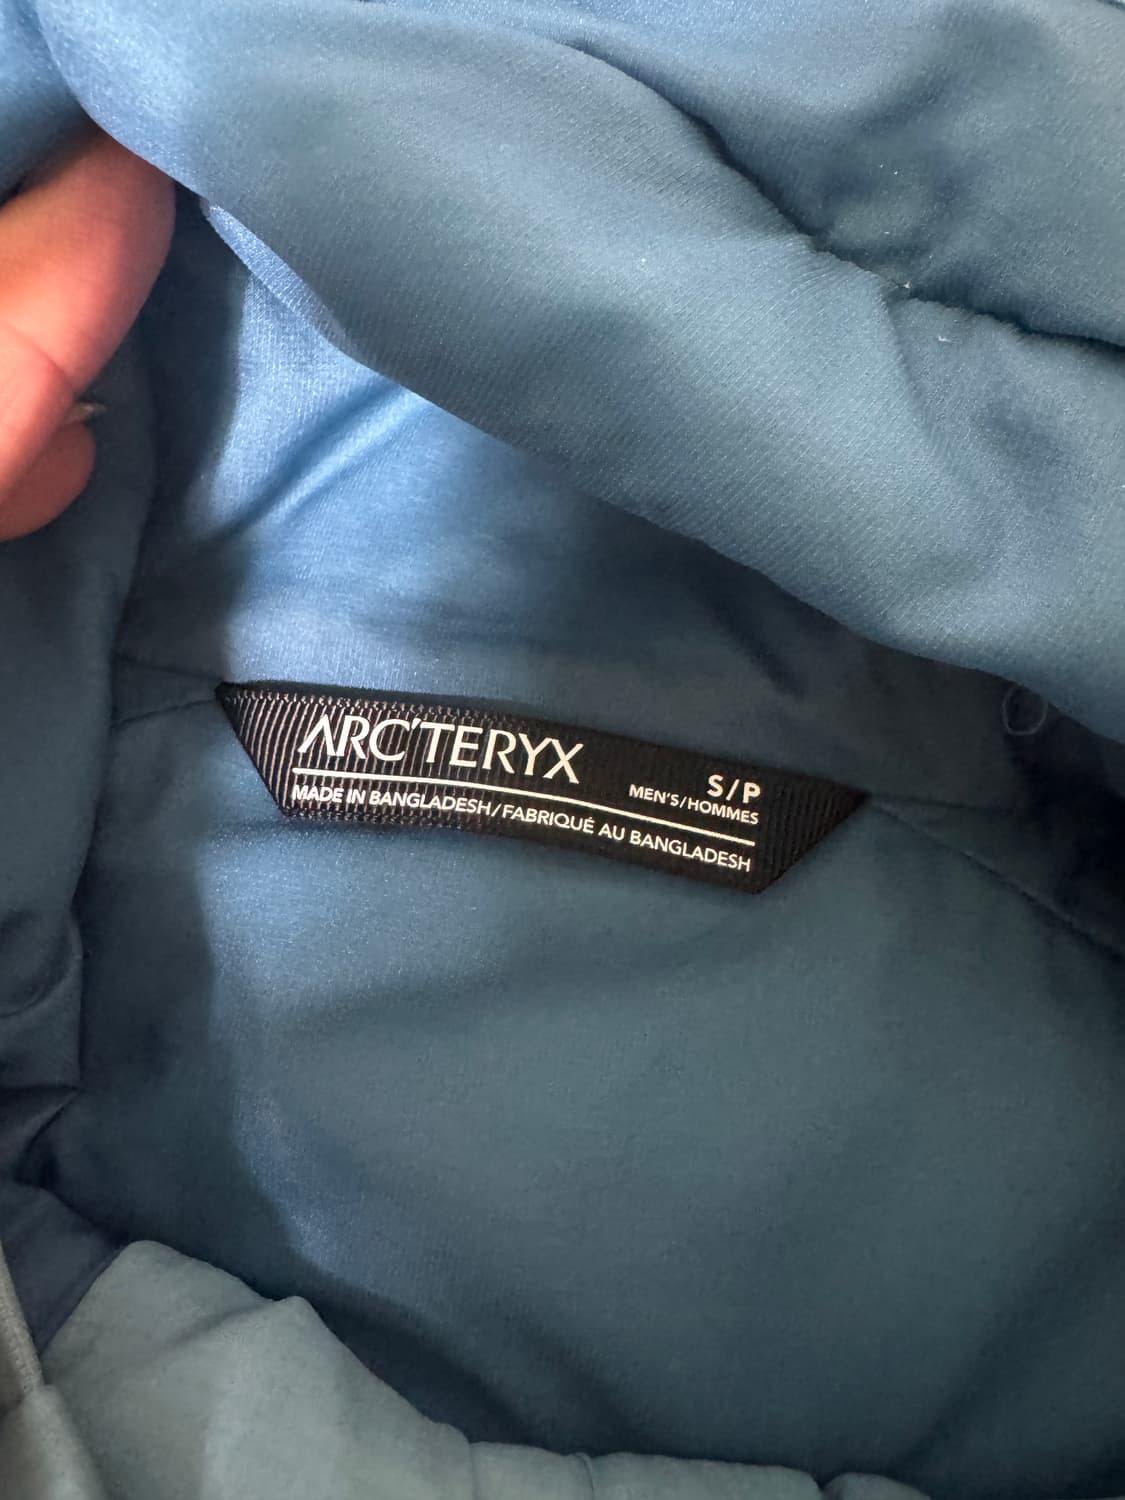 ARC'TERYX
S/P
MEN'S/HOMMES
MADE IN BANGLADESH/FABRIQUÉ AU BANGLADESH